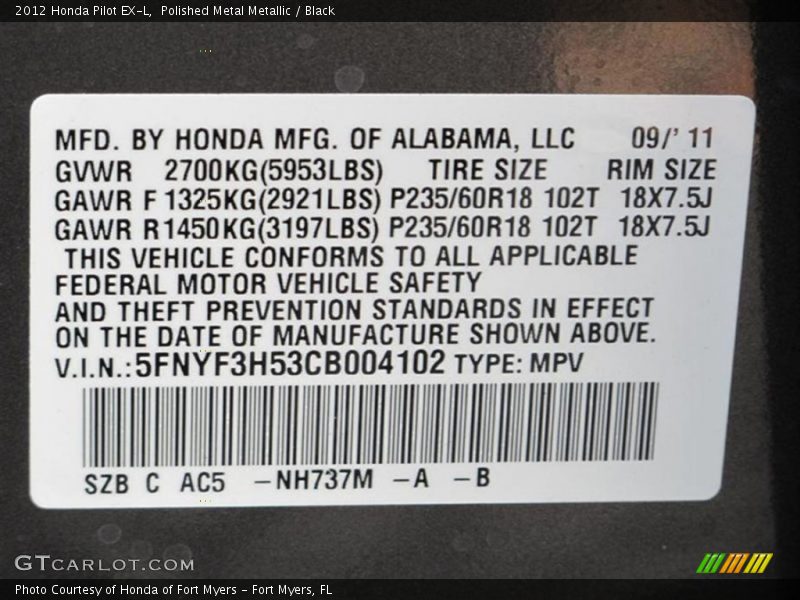 2012 Honda Pilot EX-L,  Polished Metal Metallic / Black
MFD. BY HONDA MFG. OF ALABAMA, LLC 09/' 11
GVWR 2700KG(5953LBS) TIRE SIZE RIM SIZE
GAWR F 1325KG(2921LBS) P235/60R18 102T 18X7.5J
GAWR R1450KG(3197LBS) P235/60R18 102T 18X7.5J
THIS VEHICLE CONFORMS TO ALL APPLICABLE
FEDERAL MOTOR VEHICLE SAFETY
AND THEFT PREVENTION STANDARDS IN EFFECT
ON THE DATE OF MANUFACTURE SHOWN ABOVE.
V.I.N.:5FNYF3H53CB004102 TYPE: MPV
SZB C AC5 -NH737M -A -B
GTCARLOT.COM
Photo Courtesy of Honda of Fort Myers - Fort Myers, FL